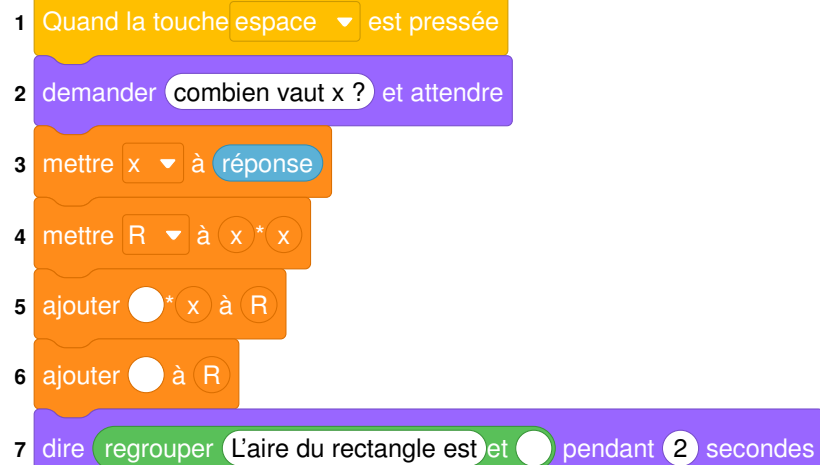 1 Quand la touche espace est pressée
2 demander combien vaut x ? et attendre
3 mettre x à réponse
4 mettre R à x * x
5 ajouter * x à R
6 ajouter à R
7 dire regrouper L'aire du rectangle est et pendant 2 secondes